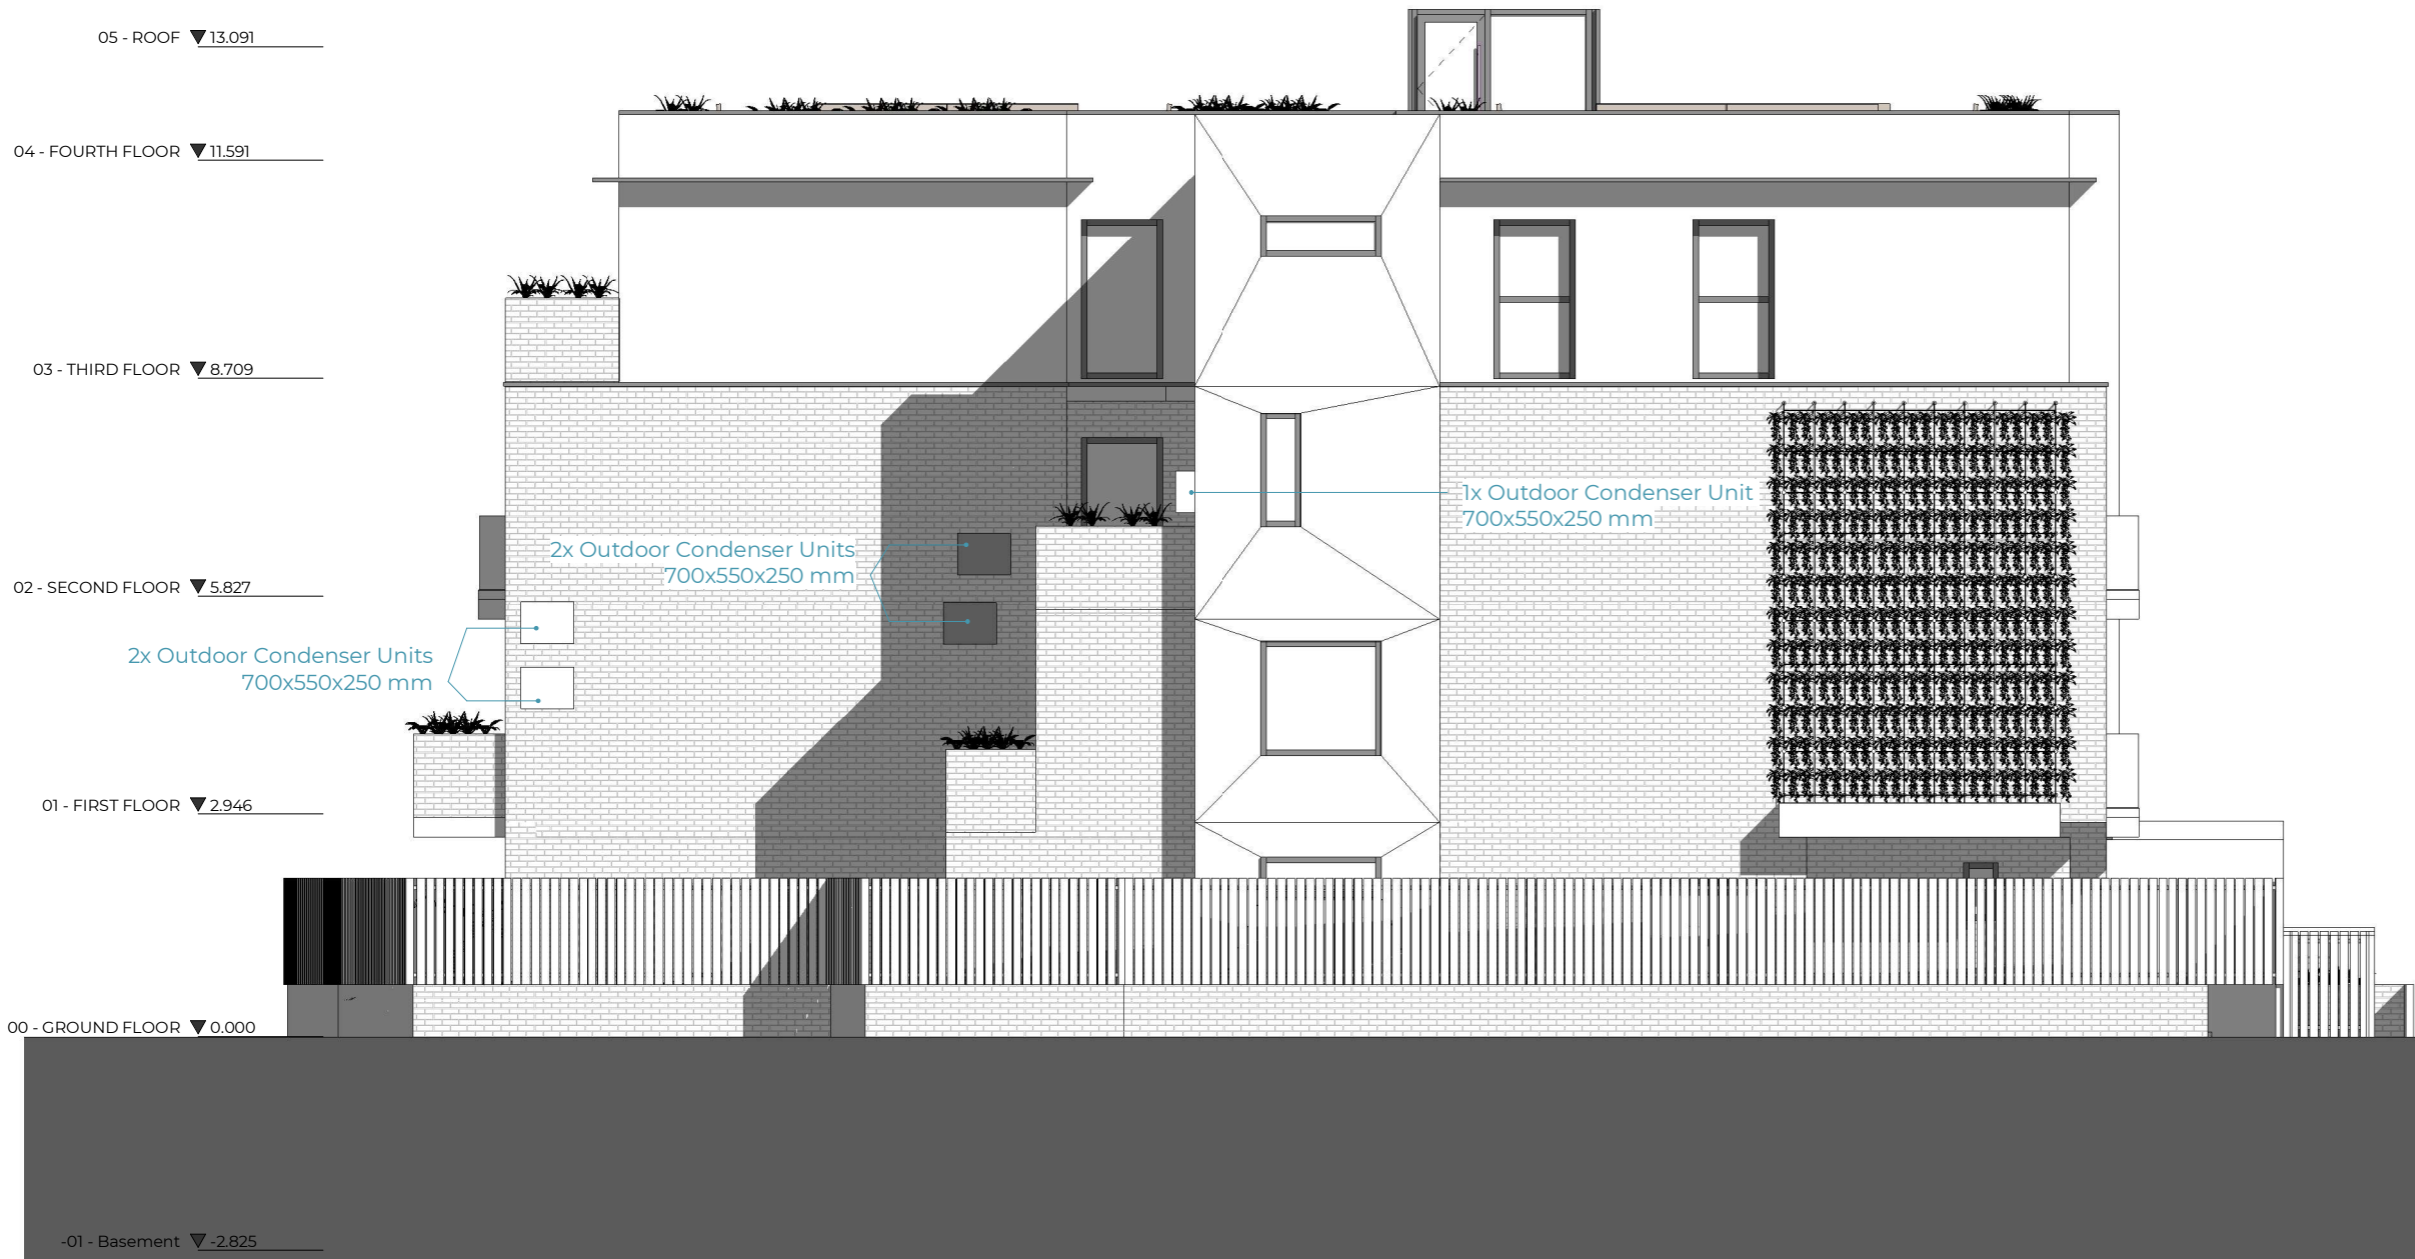 05 - ROOF 13.091
04 - FOURTH FLOOR 11.591
03 - THIRD FLOOR 8.709
1x Outdoor Condenser Unit
700x550x250 mm
2x Outdoor Condenser Units
700x550x250 mm
02 - SECOND FLOOR 5.827
2x Outdoor Condenser Units
700x550x250 mm
01 - FIRST FLOOR 2.946
00 - GROUND FLOOR 0.000
-01 - Basement -2.825